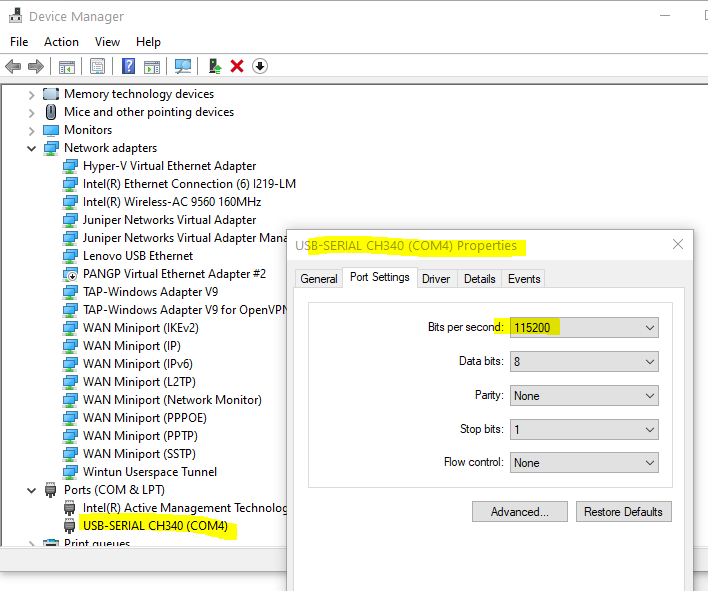 Device Manager
File Action View Help
Memory technology devices
Mice and other pointing devices
Monitors
Network adapters
Hyper-V Virtual Ethernet Adapter
Intel(R) Ethernet Connection (6) I219-LM
Intel(R) Wireless-AC 9560 160MHz
Juniper Networks Virtual Adapter
Juniper Networks Virtual Adapter Mana
Lenovo USB Ethernet
PANGP Virtual Ethernet Adapter #2
TAP-Windows Adapter V9
TAP-Windows Adapter V9 for OpenVPN
WAN Miniport (IKEv2)
WAN Miniport (IP)
WAN Miniport (IPv6)
WAN Miniport (L2TP)
WAN Miniport (Network Monitor)
WAN Miniport (PPPOE)
WAN Miniport (PPTP)
WAN Miniport (SSTP)
Wintun Userspace Tunnel
Ports (COM & LPT)
Intel(R) Active Management Technolog
USB-SERIAL CH340 (COM4)
Print queues
USB-SERIAL CH340 (COM4) Properties
General Port Settings Driver Details Events
Bits per second: 115200
Data bits: 8
Parity: None
Stop bits: 1
Flow control: None
Advanced... Restore Defaults